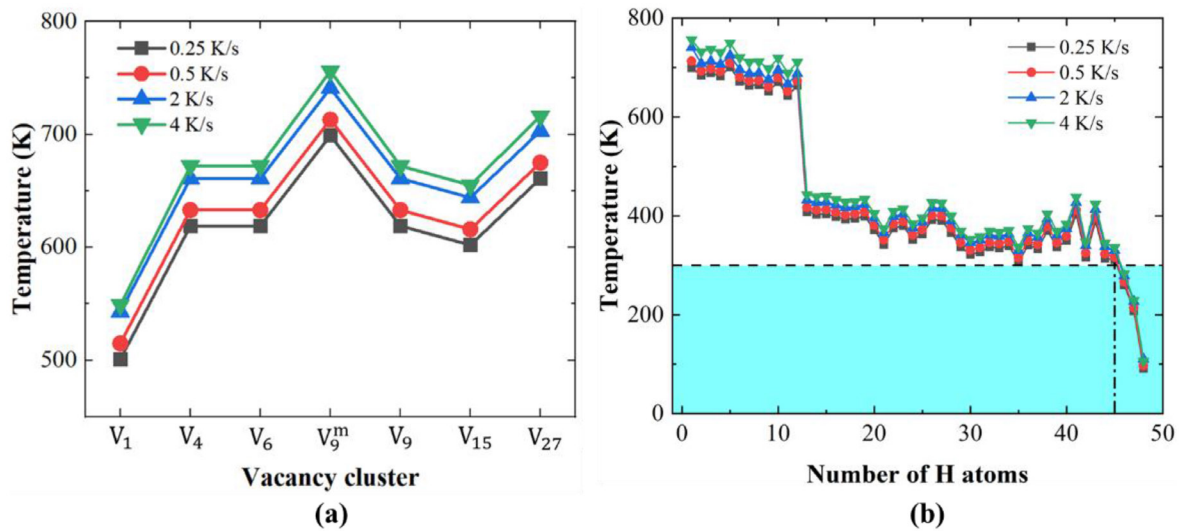 800
700
600
500
Temperature (K)
0.25 K/s
0.5 K/s
2 K/s
4 K/s
V₁ V₄ V₆ V₉ᵐ V₉ V₁₅ V₂₇
Vacancy cluster
(a)
800
600
400
300
200
0
Temperature (K)
0.25 K/s
0.5 K/s
2 K/s
4 K/s
0 10 20 30 40 50
Number of H atoms
(b)